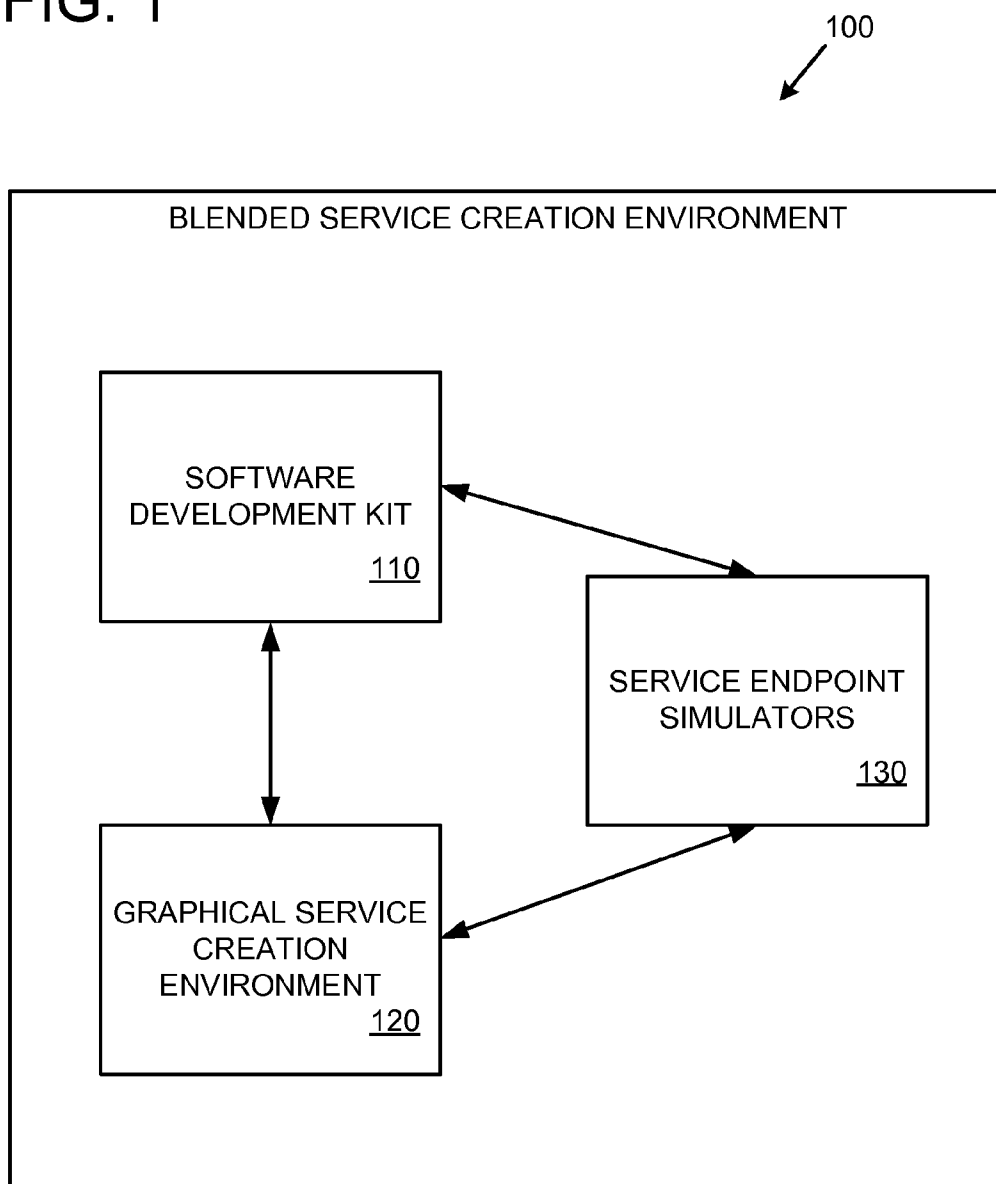 FIG. 1
100
BLENDED SERVICE CREATION ENVIRONMENT
SOFTWARE
DEVELOPMENT KIT
110
SERVICE ENDPOINT
SIMULATORS
130
GRAPHICAL SERVICE
CREATION
ENVIRONMENT
120